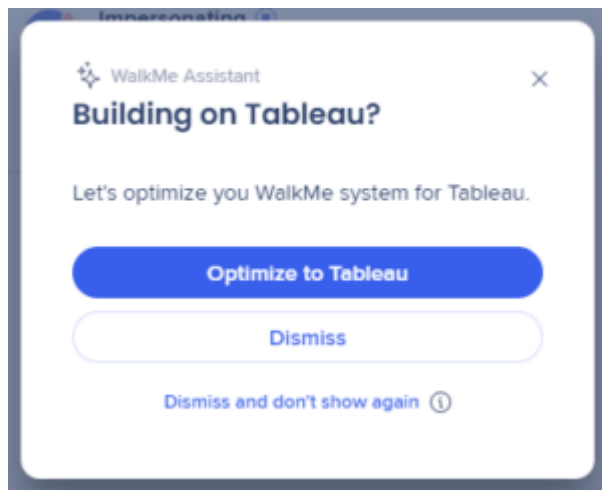 Impersonating
WalkMe Assistant
Building on Tableau?
Let's optimize you WalkMe system for Tableau.
Optimize to Tableau
Dismiss
Dismiss and don't show again